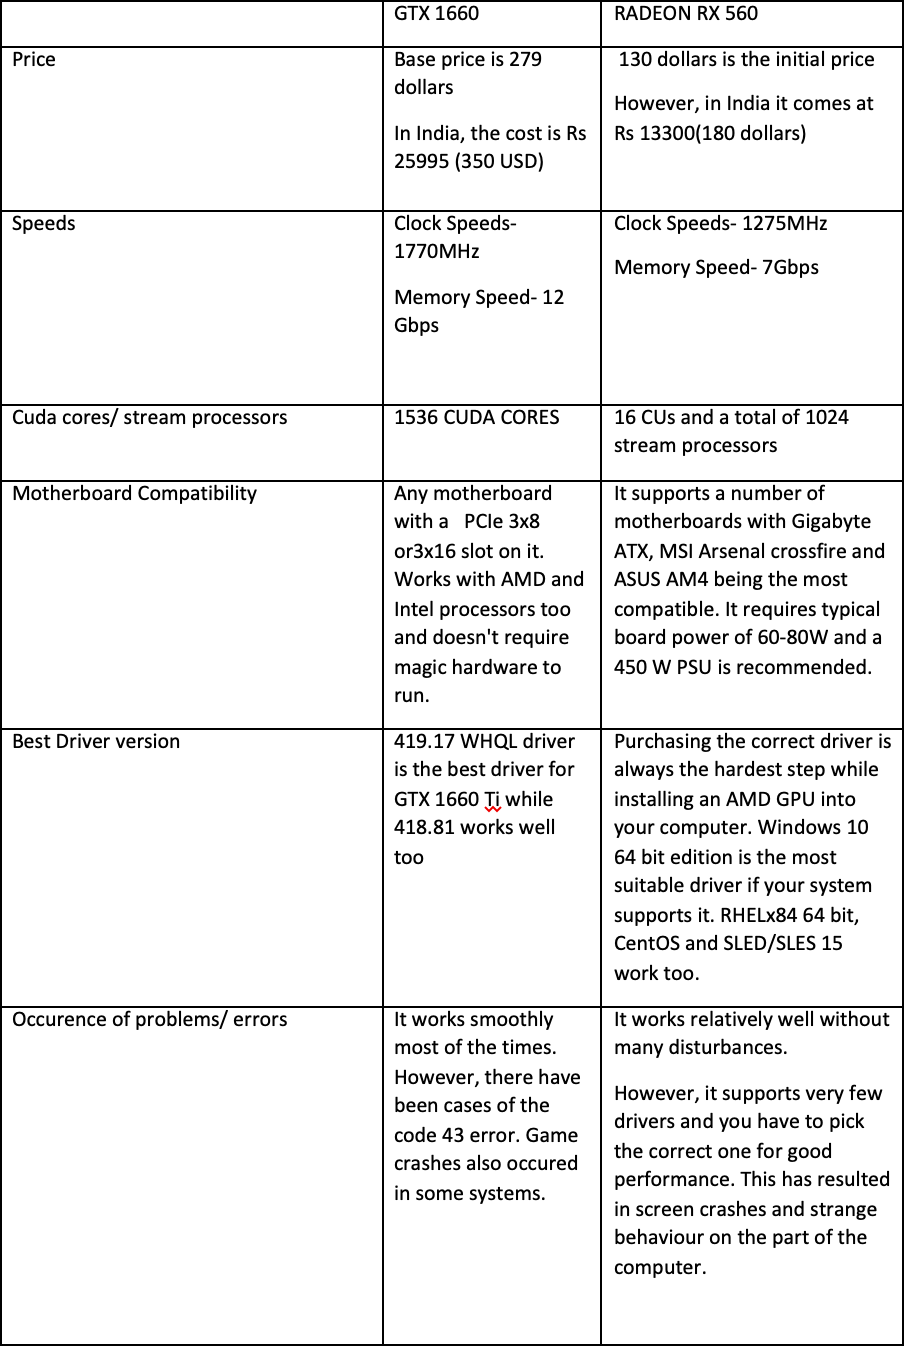 GTX 1660
RADEON RX 560
Price
Base price is 279
dollars
In India, the cost is Rs
25995 (350 USD)
130 dollars is the initial price
However, in India it comes at
Rs 13300(180 dollars)
Speeds
Clock Speeds-
1770MHz
Memory Speed- 12
Gbps
Clock Speeds- 1275MHz
Memory Speed- 7Gbps
Cuda cores/ stream processors
1536 CUDA CORES
16 CUs and a total of 1024
stream processors
Motherboard Compatibility
Any motherboard
with a PCIe 3x8
or3x16 slot on it.
Works with AMD and
Intel processors too
and doesn't require
magic hardware to
run.
It supports a number of
motherboards with Gigabyte
ATX, MSI Arsenal crossfire and
ASUS AM4 being the most
compatible. It requires typical
board power of 60-80W and a
450 W PSU is recommended.
Best Driver version
419.17 WHQL driver
is the best driver for
GTX 1660 Ti while
418.81 works well
too
Purchasing the correct driver is
always the hardest step while
installing an AMD GPU into
your computer. Windows 10
64 bit edition is the most
suitable driver if your system
supports it. RHELx84 64 bit,
CentOS and SLED/SLES 15
work too.
Occurence of problems/ errors
It works smoothly
most of the times.
However, there have
been cases of the
code 43 error. Game
crashes also occured
in some systems.
It works relatively well without
many disturbances.
However, it supports very few
drivers and you have to pick
the correct one for good
performance. This has resulted
in screen crashes and strange
behaviour on the part of the
computer.